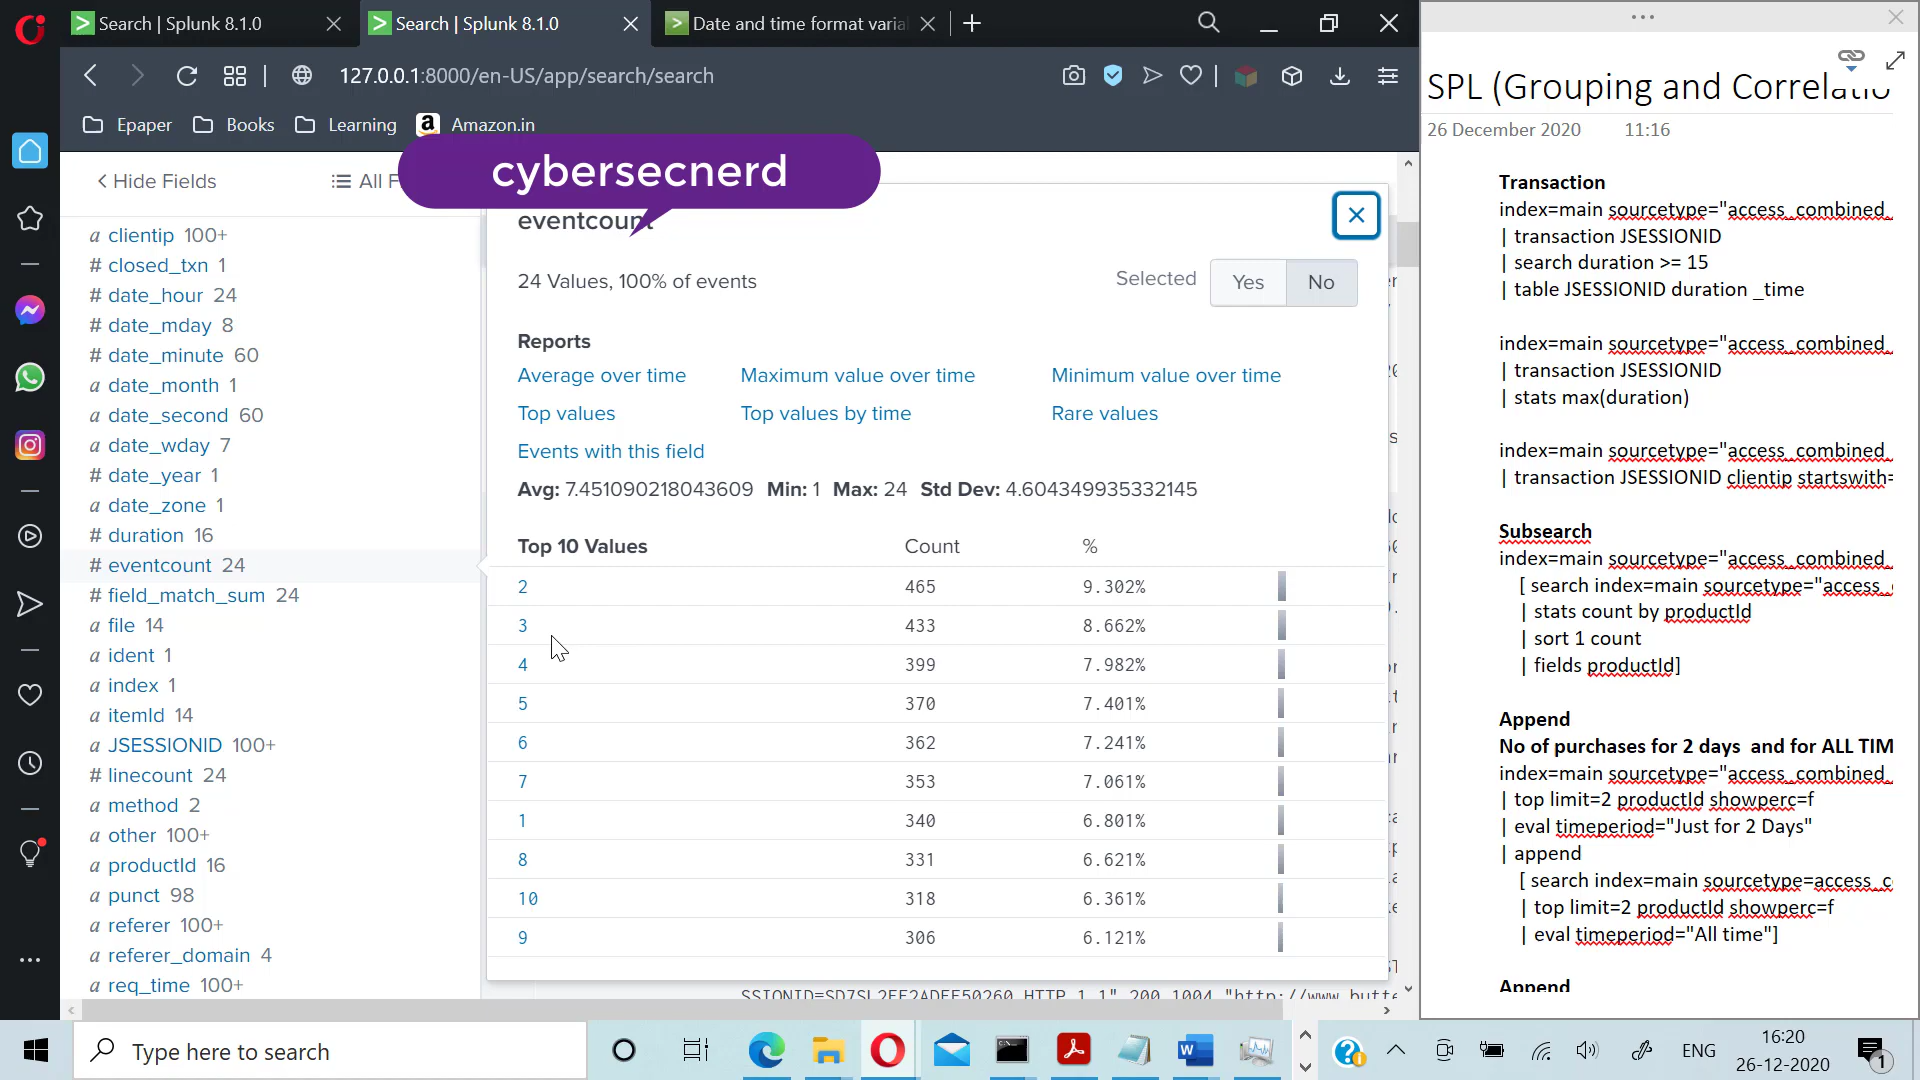 Search | Splunk 8.1.0
Search | Splunk 8.1.0
Date and time format varia
127.0.0.1:8000/en-US/app/search/search
Epaper
Books
Learning
Amazon.in
cybersecnerd
Hide Fields
All F
a clientip 100+
# closed_txn 1
# date_hour 24
# date_mday 8
# date_minute 60
a date_month 1
# date_second 60
a date_wday 7
# date_year 1
a date_zone 1
# duration 16
# eventcount 24
# field_match_sum 24
a file 14
a ident 1
a index 1
a itemId 14
a JSESSIONID 100+
# linecount 24
a method 2
a other 100+
a productId 16
a punct 98
a referer 100+
a referer_domain 4
a req_time 100+
eventcount
24 Values, 100% of events
Selected
Yes
No
Reports
Average over time
Maximum value over time
Minimum value over time
Top values
Top values by time
Rare values
Events with this field
Avg: 7.451090218043609 Min: 1 Max: 24 Std Dev: 4.604349935332145
Top 10 Values Count %
2 465 9.302%
3 433 8.662%
4 399 7.982%
5 370 7.401%
6 362 7.241%
7 353 7.061%
1 340 6.801%
8 331 6.621%
10 318 6.361%
9 306 6.121%
SSIONID=SD7SL2FF2ADFF50260 HTTP 1.1" 200 1004 "http://www.butte
SPL (Grouping and Correlatio
26 December 2020 11:16
Transaction
index=main sourcetype="access_combined_
| transaction JSESSIONID
| search duration >= 15
| table JSESSIONID duration _time
index=main sourcetype="access_combined_
| transaction JSESSIONID
| stats max(duration)
index=main sourcetype="access_combined_
| transaction JSESSIONID clientip startswith=
Subsearch
index=main sourcetype="access_combined_
[ search index=main sourcetype="access_c
| stats count by productId
| sort 1 count
| fields productId]
Append
No of purchases for 2 days and for ALL TIM
index=main sourcetype="access_combined_
| top limit=2 productId showperc=f
| eval timeperiod="Just for 2 Days"
| append
[ search index=main sourcetype=access_c
| top limit=2 productId showperc=f
| eval timeperiod="All time"]
Append
Type here to search
ENG
16:20
26-12-2020
1